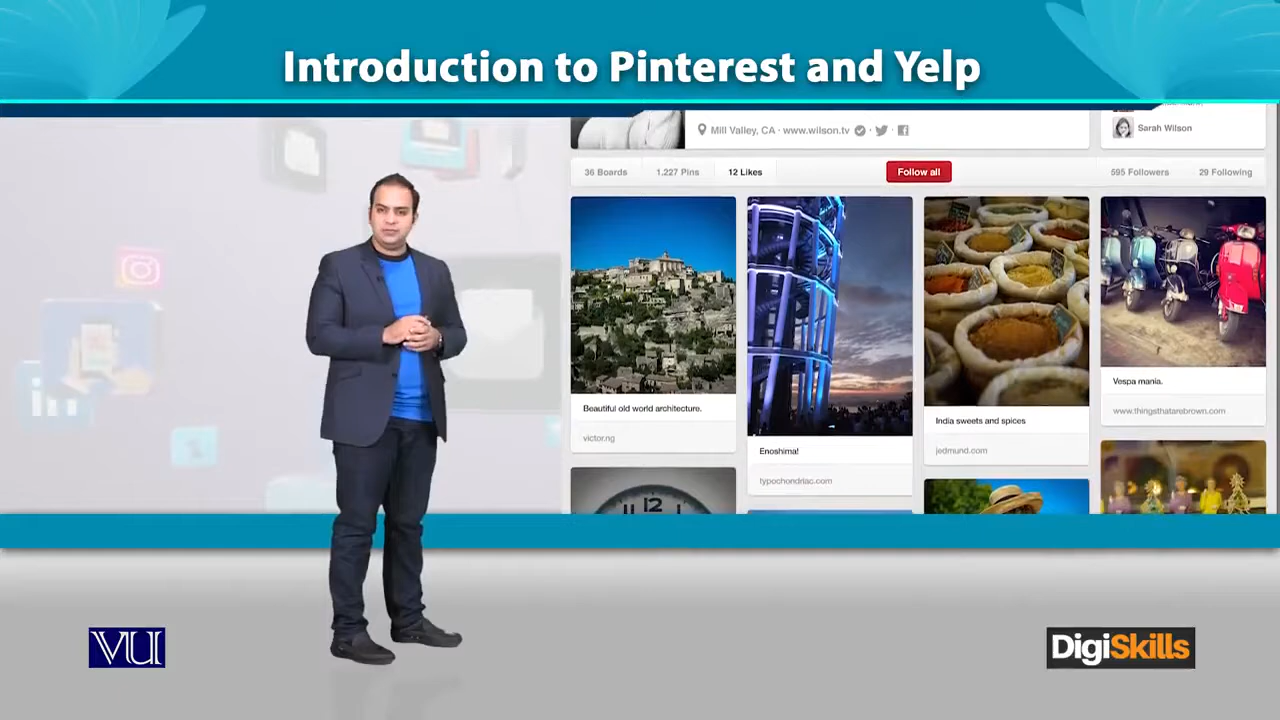 Introduction to Pinterest and Yelp
Mill Valley, CA · www.wilson.tv
Sarah Wilson
36 Boards
1,227 Pins
12 Likes
Follow all
595 Followers
29 Following
Beautiful old world architecture.
victor.ng
Enoshima!
typochondriac.com
India sweets and spices
jedmund.com
Vespa mania.
www.thingsthatarebrown.com
12
VU
DigiSkills